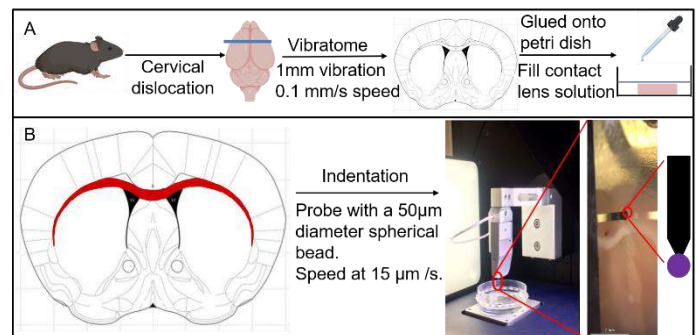 A
Cervical
dislocation
Vibratome
1mm vibration
0.1 mm/s speed
Glued onto
petri dish
Fill contact
lens solution
B
Indentation
Probe with a 50µm
diameter spherical
bead.
Speed at 15 µm /s.